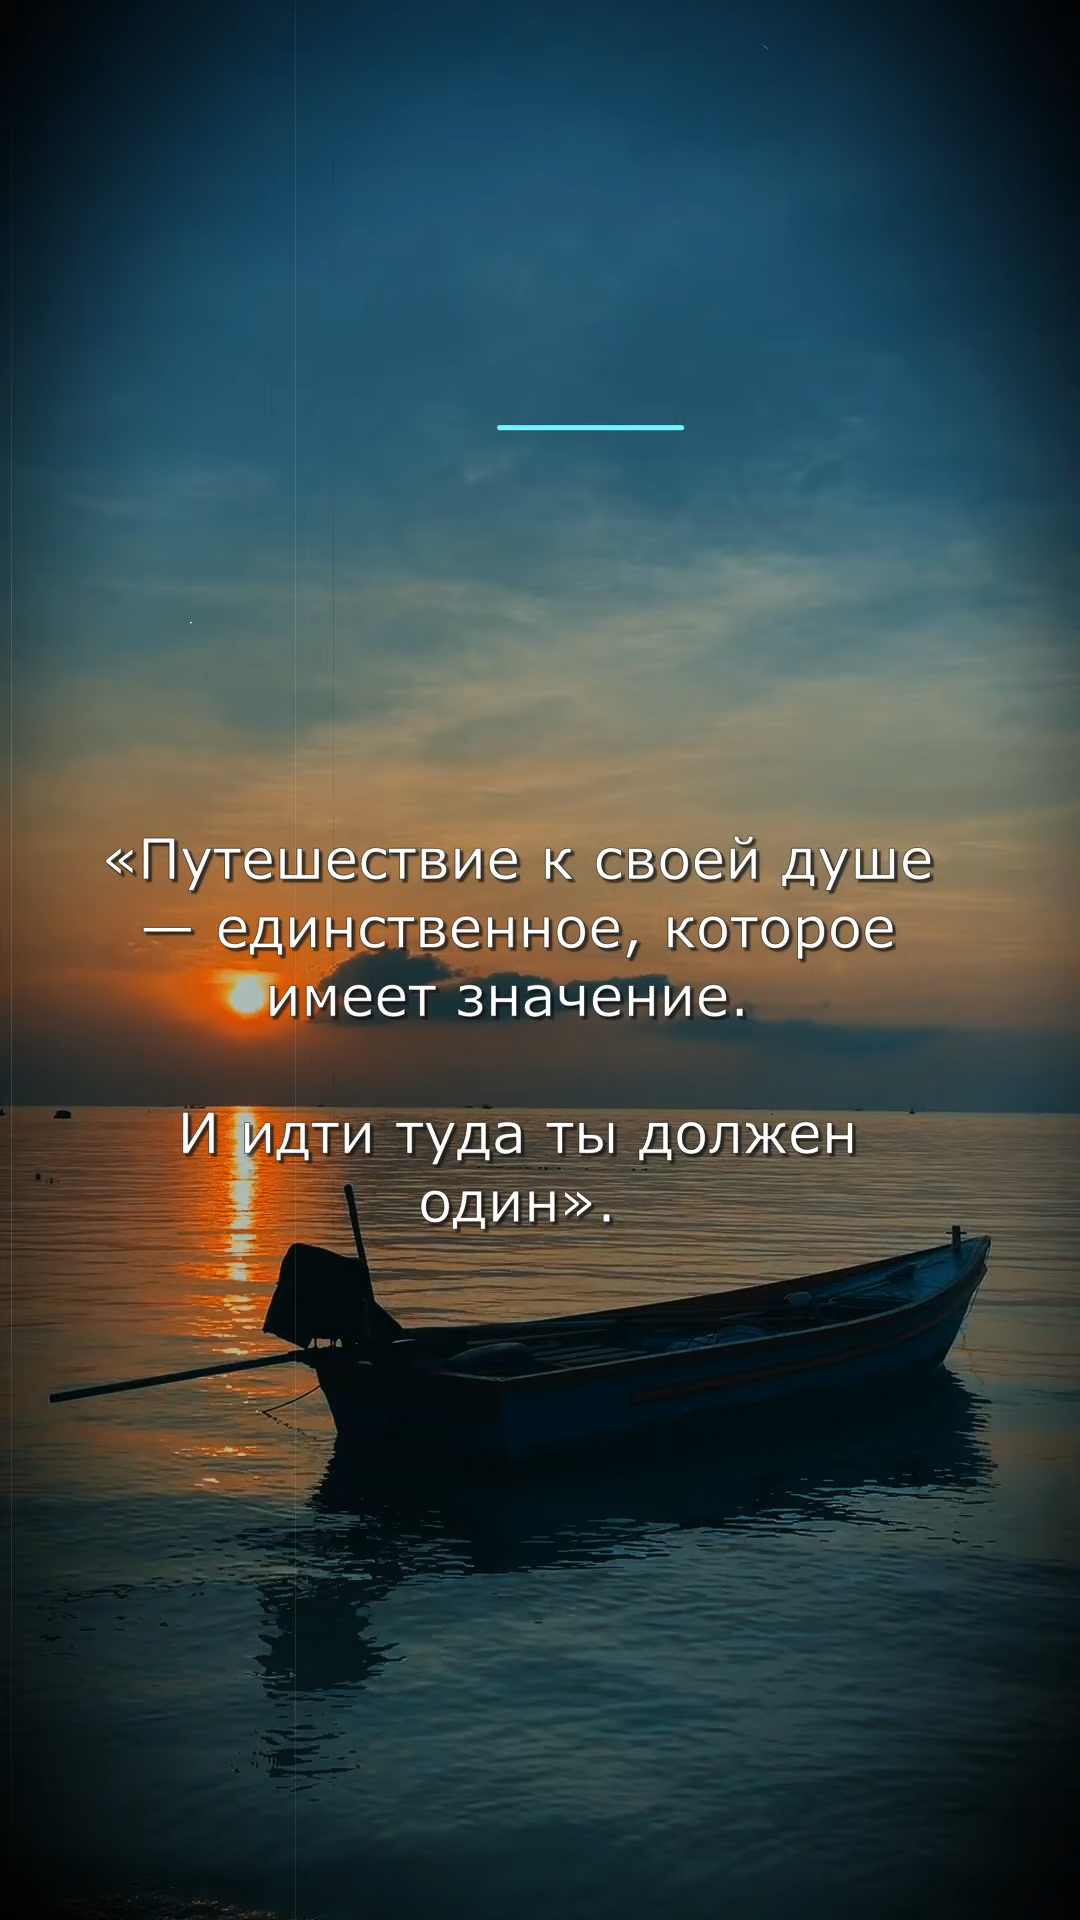 «Путешествие к своей душе
— единственное, которое
имеет значение.
И идти туда ты должен
один».